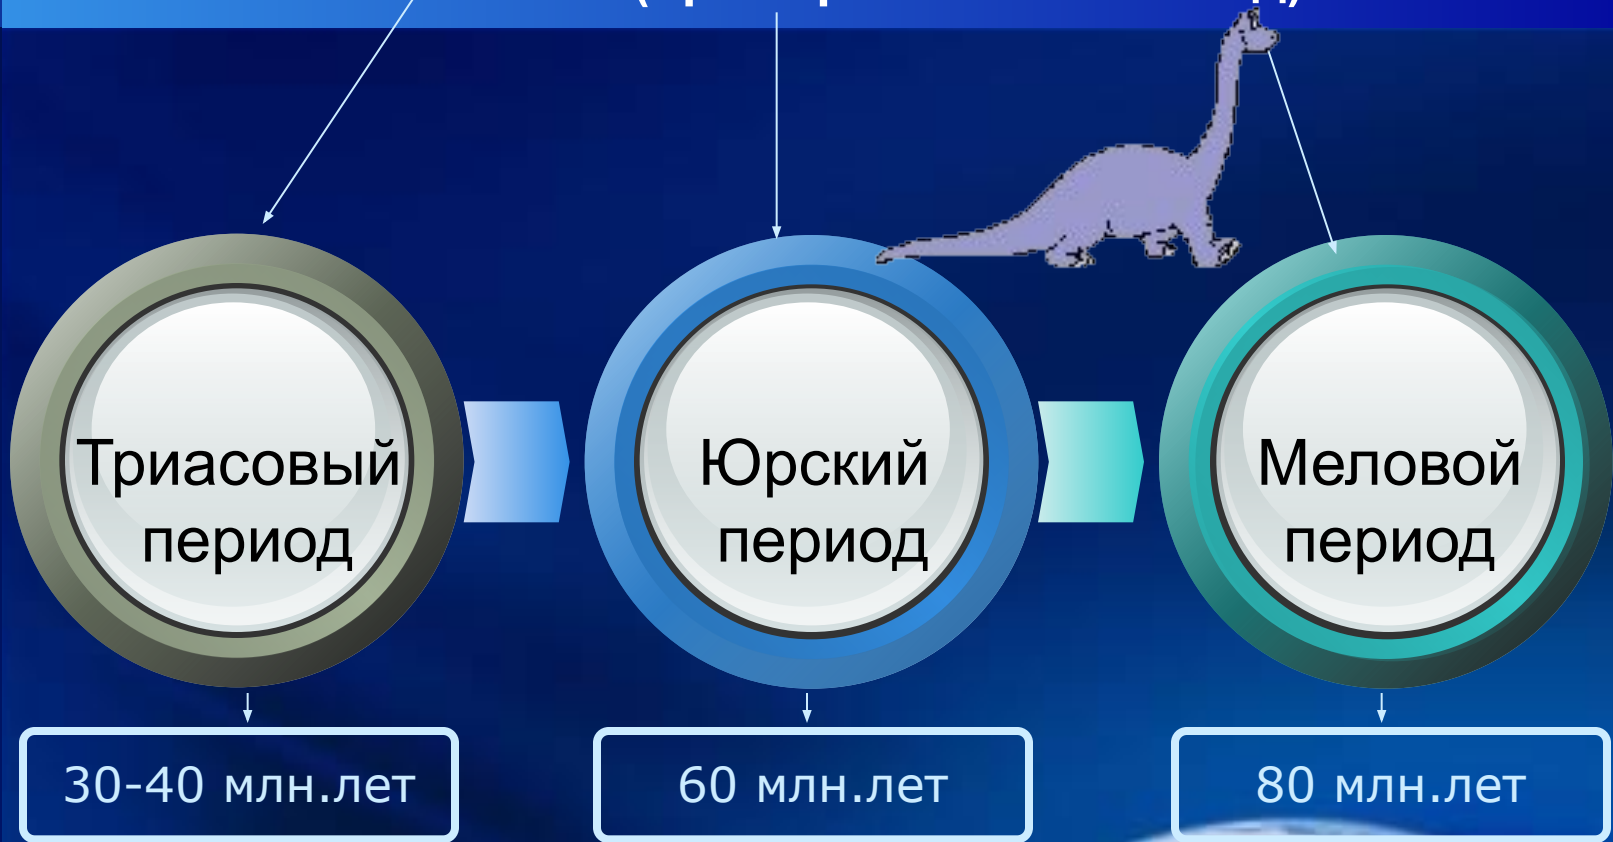 Триасовый
период
Юрский
период
Меловой
период
30-40 млн.лет
60 млн.лет
80 млн.лет